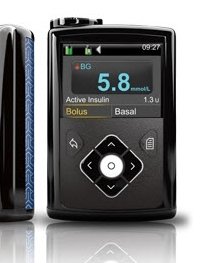 09:27
BG
5.8 mmol/L
Active Insulin 1.3 u
Bolus Basal